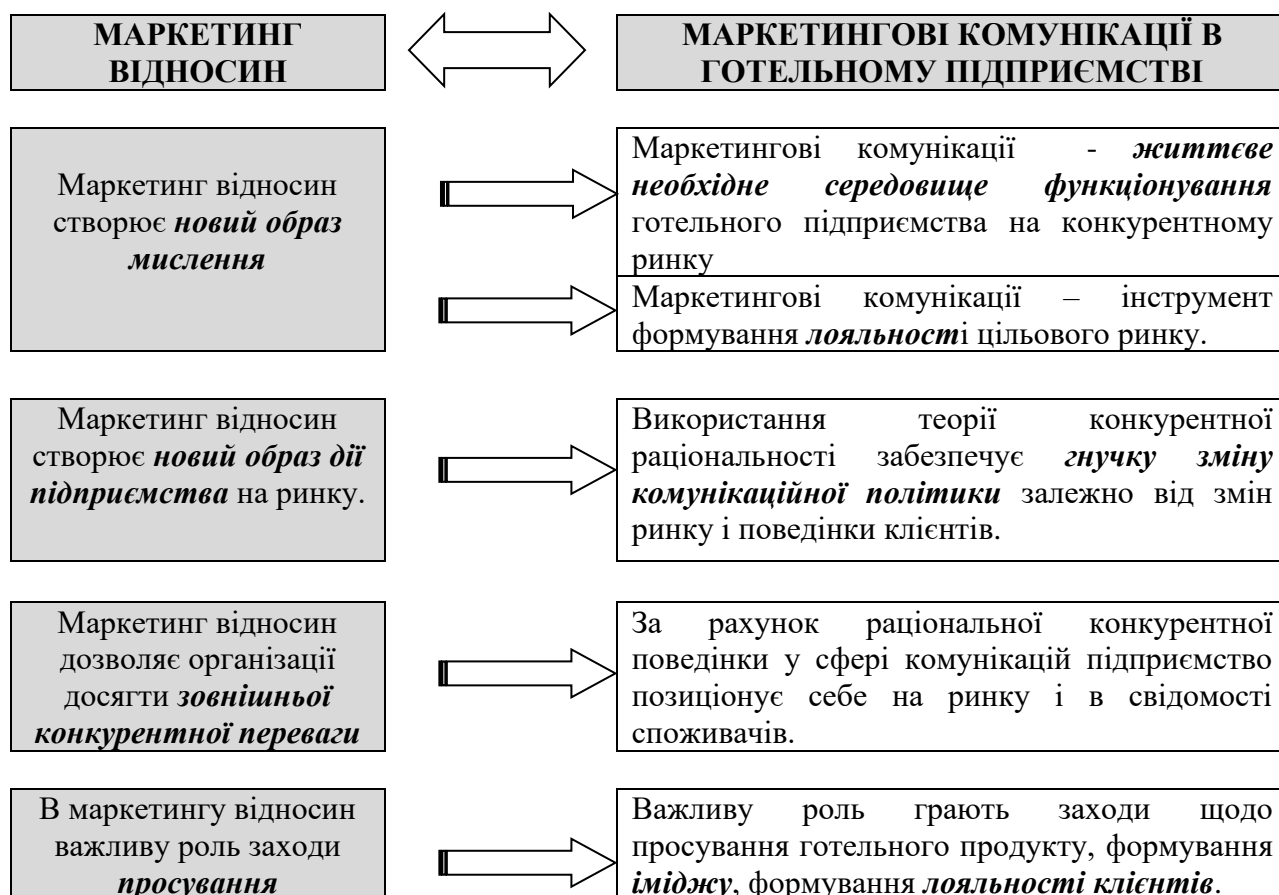 МАРКЕТИНГ
ВІДНОСИН
МАРКЕТИНГОВІ КОМУНІКАЦІЇ В
ГОТЕЛЬНОМУ ПІДПРИЄМСТВІ
Маркетинг відносин
створює новий образ
мислення
Маркетингові комунікації - життєве
необхідне середовище функціонування
готельного підприємства на конкурентному
ринку
Маркетингові комунікації – інструмент
формування лояльності цільового ринку.
Маркетинг відносин
створює новий образ дії
підприємства на ринку.
Використання теорії конкурентної
раціональності забезпечує гнучку зміну
комунікаційної політики залежно від змін
ринку і поведінки клієнтів.
Маркетинг відносин
дозволяє організації
досягти зовнішньої
конкурентної переваги
За рахунок раціональної конкурентної
поведінки у сфері комунікацій підприємство
позиціонує себе на ринку і в свідомості
споживачів.
В маркетингу відносин
важливу роль заходи
просування
Важливу роль грають заходи щодо
просування готельного продукту, формування
іміджу, формування лояльності клієнтів.